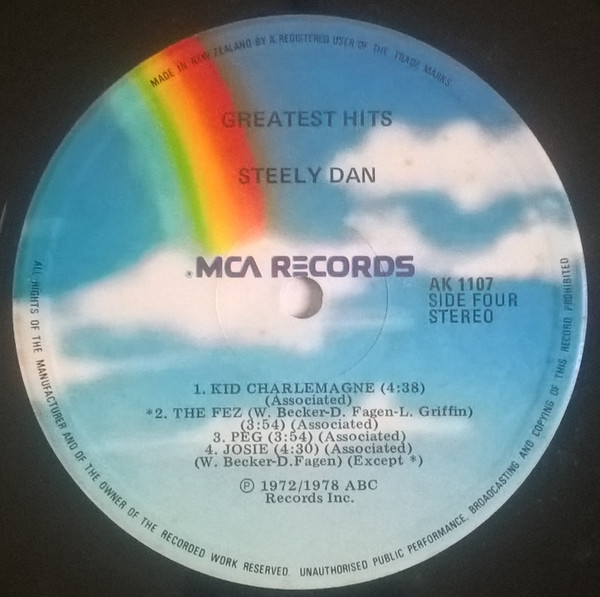 MADE IN NEW ZEALAND BY A REGISTERED USER OF THE TRADE MARKS
GREATEST HITS
STEELY DAN
®MCA RECORDS
AK 1107
SIDE FOUR
STEREO
1. KID CHARLEMAGNE (4:38)
(Associated)
*2. THE FEZ (W. Becker-D. Fagen-L. Griffin)
(3:54) (Associated)
3. PEG (3:54) (Associated)
4. JOSIE (4:30) (Associated)
(W. Becker-D.Fagen) (Except *)
℗ 1972/1978 ABC
Records Inc.
ALL RIGHTS OF THE MANUFACTURER AND OF THE OWNER OF THE RECORDED WORK RESERVED. UNAUTHORISED PUBLIC PERFORMANCE, BROADCASTING AND COPYING OF THIS RECORD PROHIBITED